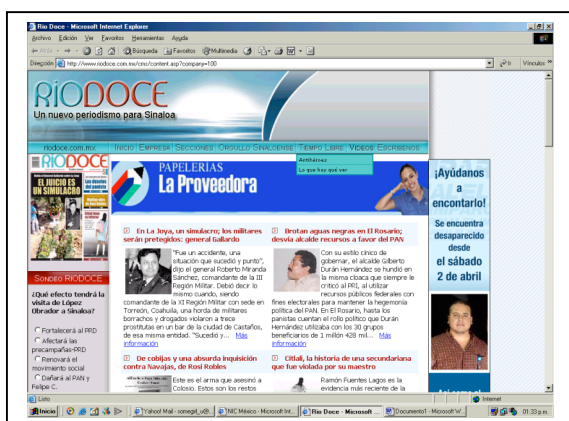 Rio Doce - Microsoft Internet Explorer
Archivo Edición Ver Favoritos Herramientas Ayuda
Atrás Búsqueda Favoritos Multimedia
Dirección http://www.riodoce.com.mx/cms/content.asp?company=100 Ir Vínculos
RÍODOCE
Un nuevo periodismo para Sinaloa
riodoce.com.mx INICIO EMPRESA SECCIONES ORGULLO SINALOENSE TIEMPO LIBRE VIDEOS ESCRIBENOS
Antihéroes
Lo que hay qué ver
RÍODOCE
EL JUICIO ES
UN SIMULACRO
PAPELERÍAS
La Proveedora
¡Ayúdanos
a
encontarlo!
Se encuentra
desaparecido
desde
el sábado
2 de abril
En La Joya, un simulacro; los militares
serán pretegidos: general Gallardo
"Fue un accidente, una
situación que sucedió y punto",
dijo el general Roberto Miranda
Sánchez, comandante de la III
Región Militar. Debió decir lo
mismo cuando, siendo
comandante de la XI Región Militar con sede en
Torreón, Coahuila, una horda de militares
borrachos y drogados violaron a trece
prostitutas en un bar de la ciudad de Castaños,
de esa misma entidad. "Sucedió y... Más
información
Brotan aguas negras en El Rosario;
desvía alcalde recursos a favor del PAN
Con su estilo cínico de
gobernar, el alcalde Gilberto
Durán Hernández se hundió en
la misma cloaca que siempre le
criticó al PRI, al utilizar
recursos públicos federales con
fines electorales para mantener la hegemonía
política del PAN. En El Rosario, hasta los
panistas cuentan el rollo político que Durán
Hernández utilizaba con los 30 grupos
beneficiarios de 1 millón 428 mil... Más
información
SONDEO RIODOCE
¿Qué efecto tendrá la
visita de López
Obrador a Sinaloa?
Fortalecerá al PRD
Afectará las
precampañas-PRD
Renovará el
movimiento social
Dañará al PAN y
Felipe C.
De cobijas y una absurda inquisición
contra Navajas, de Rosi Robles
Este es el arma que asesinó a
Colosio. Estos son los restos
Citlali, la historia de una secundariana
que fue violada por su maestro
Ramón Fuentes Lagos es la
evidencia más reciente de la
Listo Internet
Inicio Yahoo! Mail - somegil_u@... NIC México - Microsoft Int... Rio Doce - Microsoft ... Documento1 - Microsoft W... 01:33 p.m.